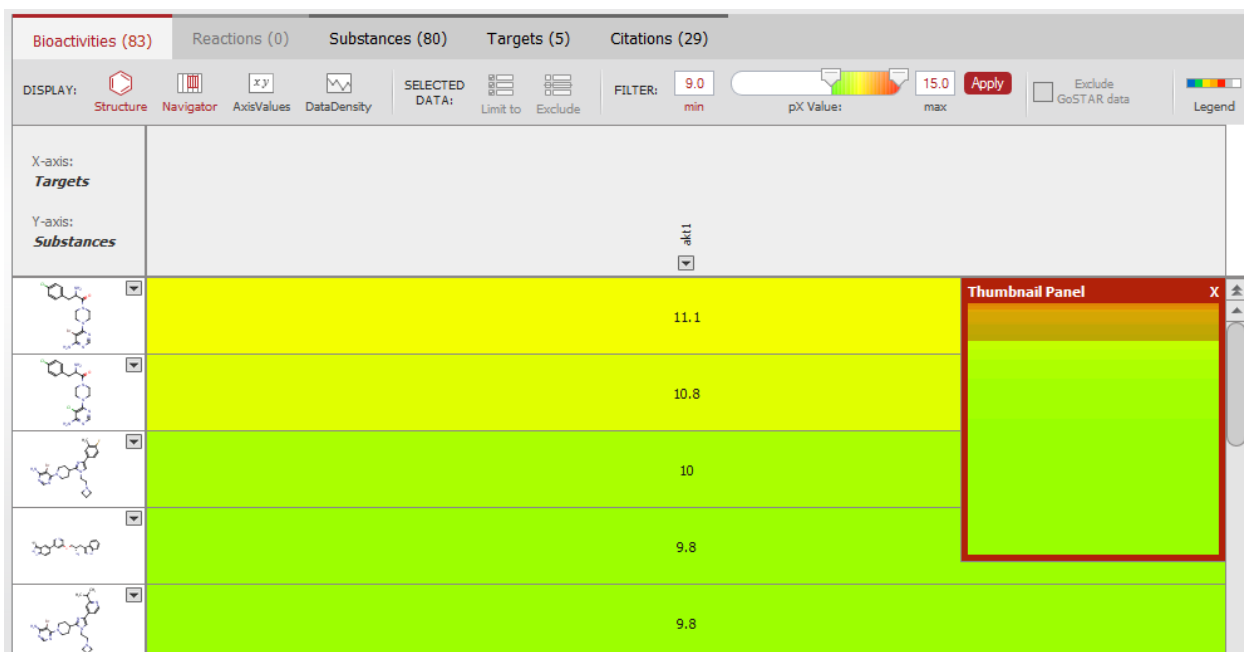 Bioactivities (83) Reactions (0) Substances (80) Targets (5) Citations (29)
DISPLAY: Structure Navigator x y AxisValues DataDensity SELECTED DATA: Limit to Exclude FILTER: 9.0 min pX Value: 15.0 max Apply Exclude GoSTAR data Legend
X-axis:
Targets
Y-axis:
Substances
akt1
Thumbnail Panel X
11.1
10.8
10
9.8
9.8